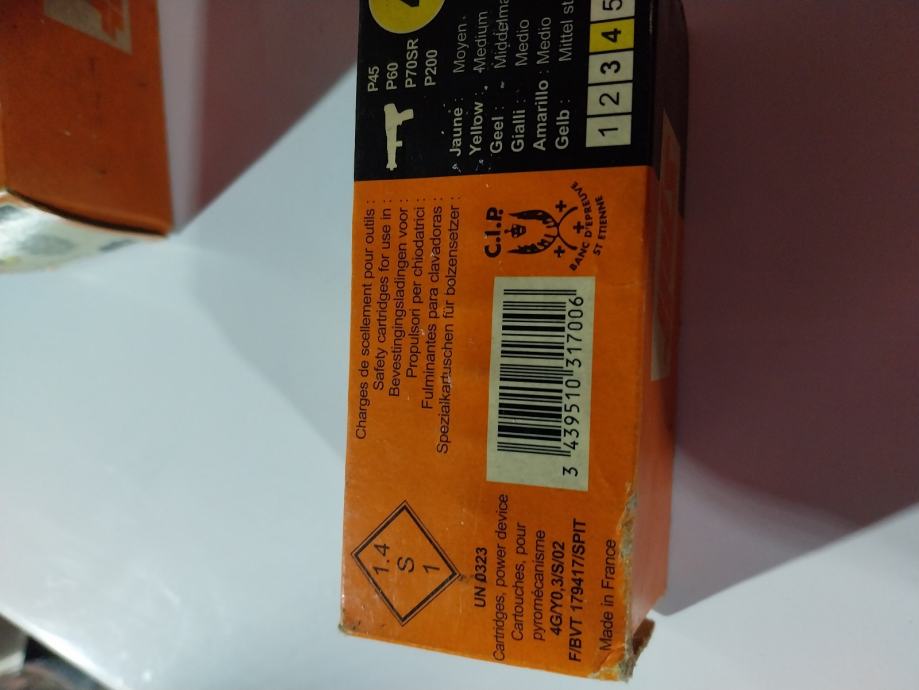 1.4
S
1
UN 0323
Cartridges, power device
Cartouches, pour
pyromécanisme
4G/Y0,3/S/02
F/BVT 179417/SPIT
Made in France
Charges de scellement pour outils :
Safety cartridges for use in :
Bevestingingsladingen voor :
Propulsori per chiodatrici :
Fulminantes para clavadoras :
Spezialkartuschen für bolzensetzer :
3 439510 317006
C.I.P.
BANC D'EPREUVE
ST ETIENNE
P45
P60
P70SR
P200
Jaune : Moyen
Yellow : Medium
Geel :
Gialli : Medio
Amarillo : Medio
Gelb : Mittel
1 2 3 4 5